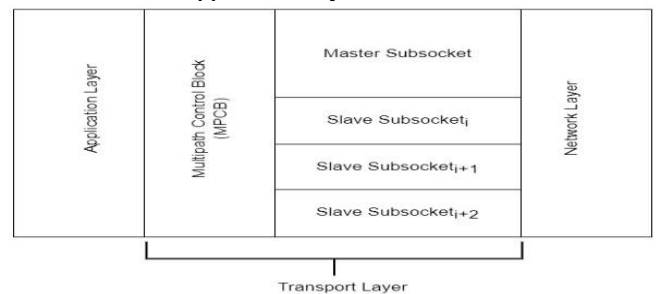 Application Layer
Multipath Control Block
(MPCB)
Master Subsocket
Slave Subsocketi
Slave Subsocketi+1
Slave Subsocketi+2
Network Layer
Transport Layer